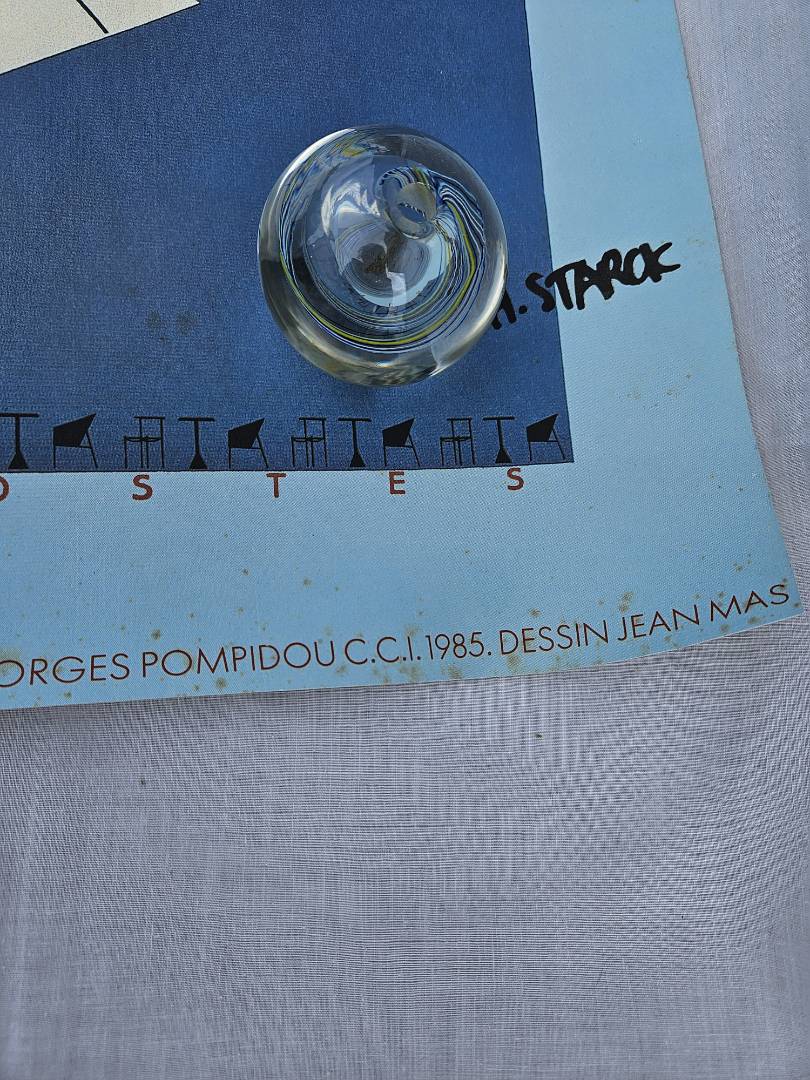 H. STARCK
O S T E S
ORGES POMPIDOU C.C.I. 1985. DESSIN JEAN MAS